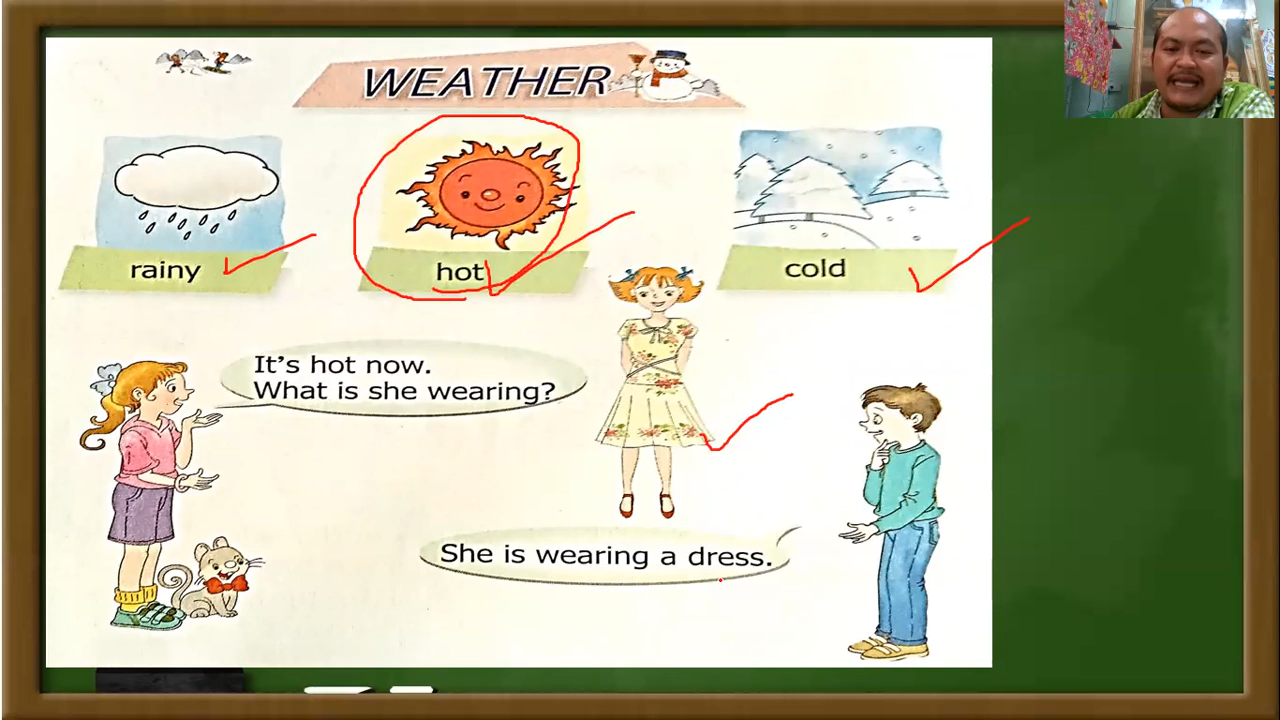 WEATHER
rainy
hot
cold
It's hot now.
What is she wearing?
She is wearing a dress.